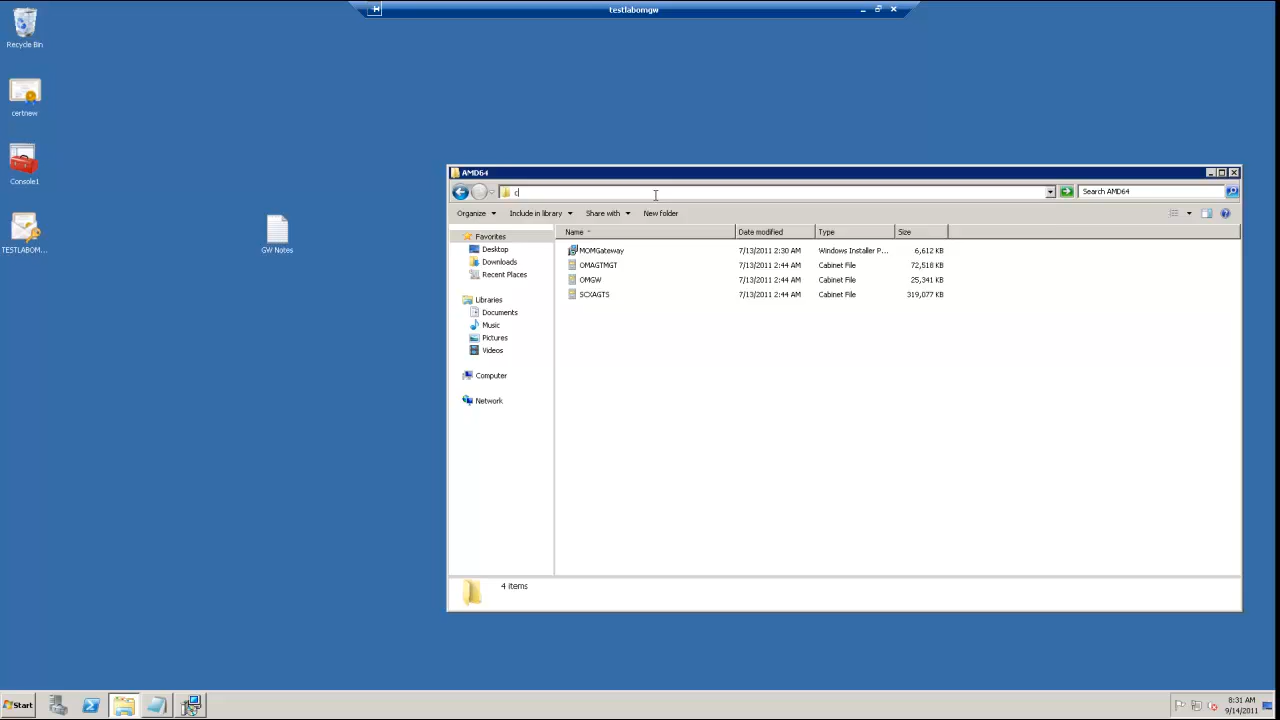 testlabomgw
Recycle Bin
certnew
Console1
TESTLABOM...
GW Notes
AMD64
c
Search AMD64
Organize
Include in library
Share with
New folder
Name
Date modified
Type
Size
Favorites
Desktop
Downloads
Recent Places
Libraries
Documents
Music
Pictures
Videos
Computer
Network
MOMGateway 7/13/2011 2:30 AM Windows Installer P... 6,612 KB
OMAGTMGT 7/13/2011 2:44 AM Cabinet File 72,518 KB
OMGW 7/13/2011 2:44 AM Cabinet File 25,341 KB
SCXAGTS 7/13/2011 2:44 AM Cabinet File 319,077 KB
4 items
Start
8:31 AM
9/14/2011